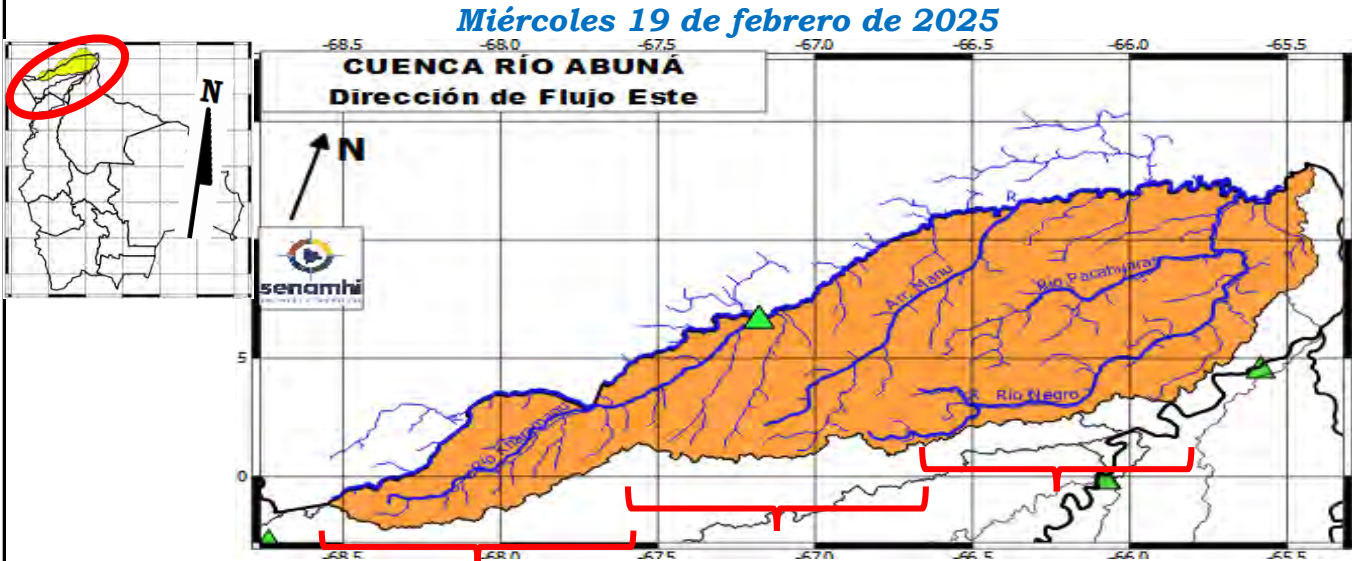 Miércoles 19 de febrero de 2025
-68.5 -68.0 -67.5 -67.0 -66.5 -66.0 -65.5
CUENCA RÍO ABUNÁ
Dirección de Flujo Este
N
N
senamhi
R
Arr. Manu
Río Pacahuaras
5
R Río Negro
Río
0
-68.5 -68.0 -67.5 -67.0 -66.5 -66.0 -65.5